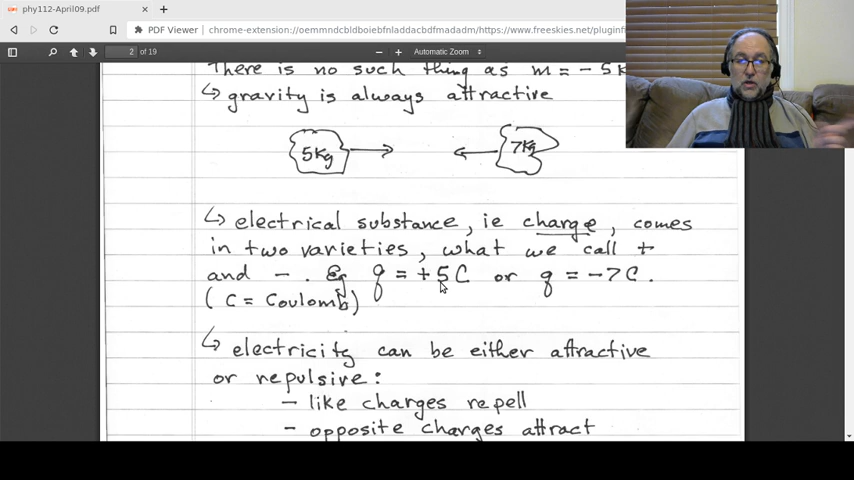 phy112-April09.pdf
PDF Viewer | chrome-extension://oemmndcbldboiebfnladdacbdfmadadm/https://www.freeskies.net/pluginfi
2 of 19
Automatic Zoom
There is no such thing as m = - 5K
↳ gravity is always attractive
5Kg
7Kg
↳ electrical substance, ie charge, comes
in two varieties, what we call +
and - . Eg q = +5C or q = -7C.
( C = Coulomb)
↳ electricity can be either attractive
or repulsive:
- like charges repell
- opposite charges attract